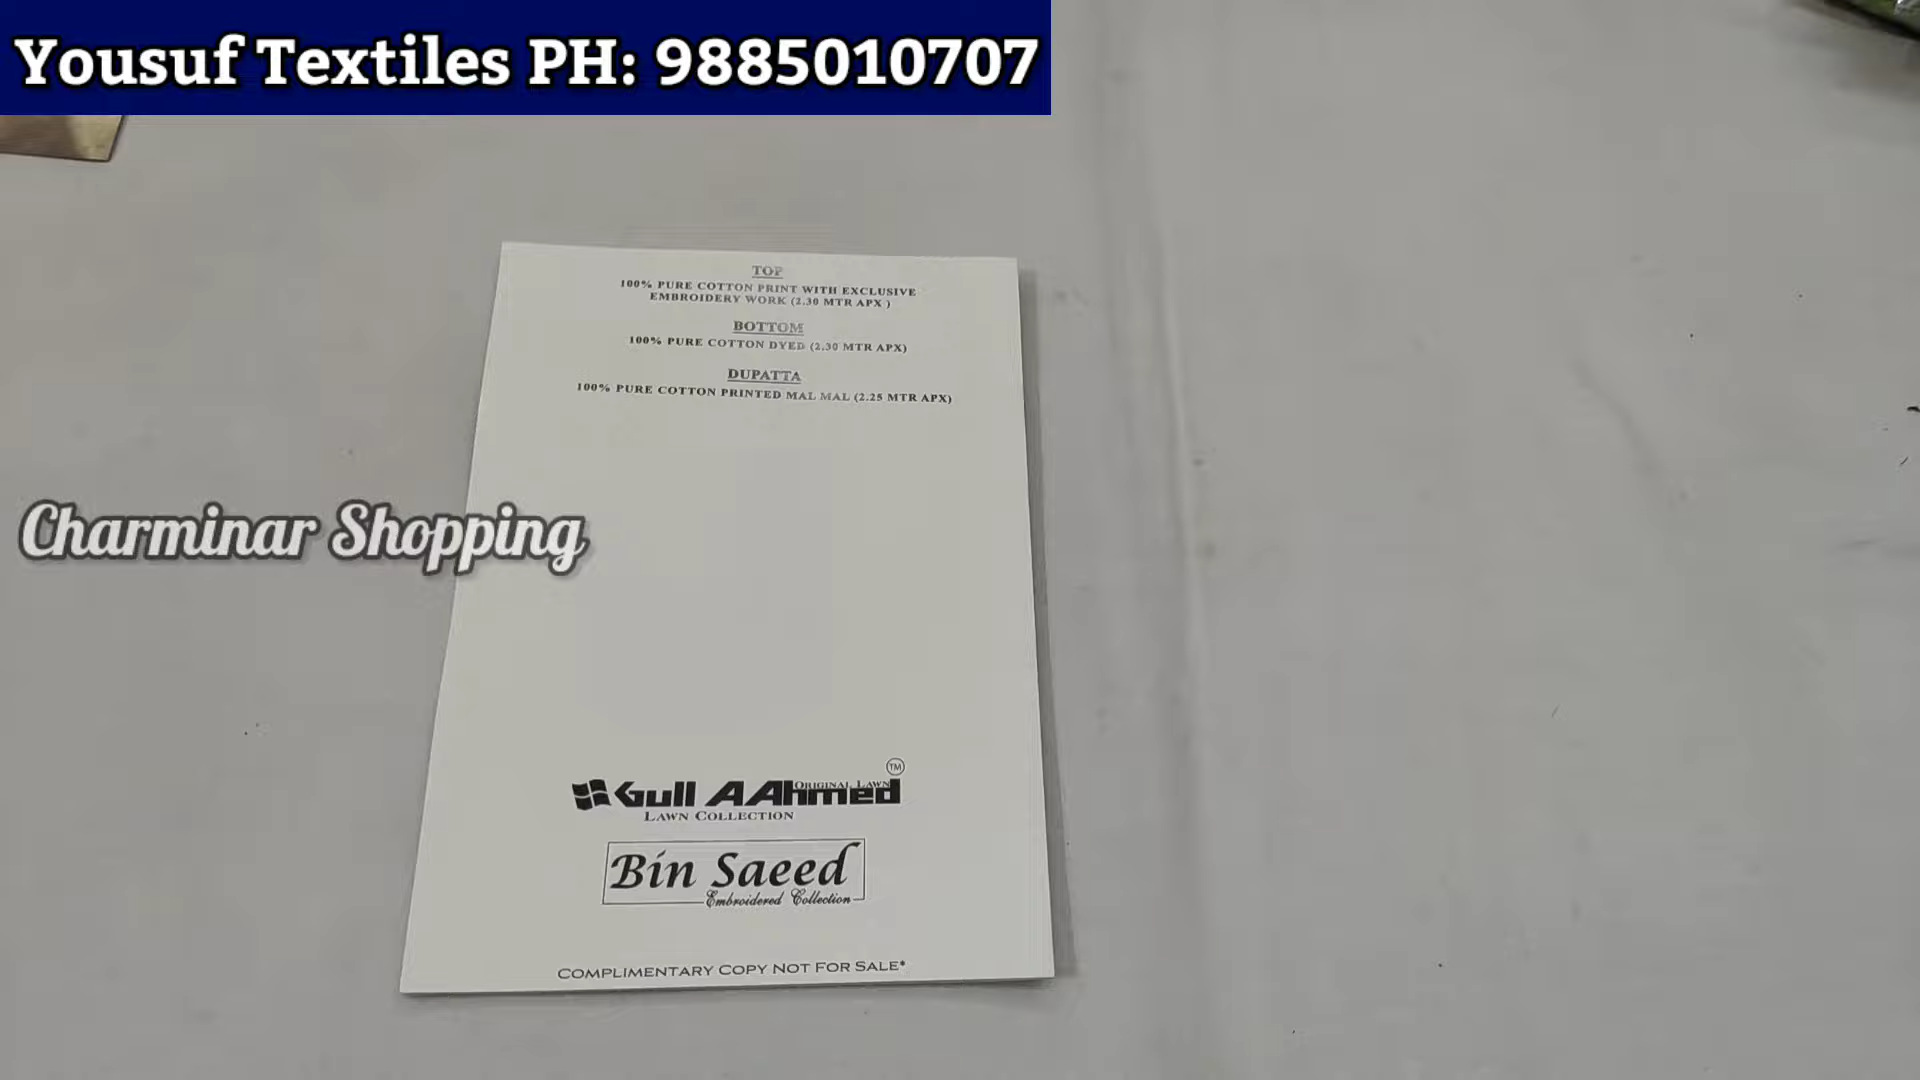 Yousuf Textiles PH: 9885010707
TOP
100% PURE COTTON PRINT WITH EXCLUSIVE
EMBROIDERY WORK (2.30 MTR APX )
BOTTOM
100% PURE COTTON DYED (2.30 MTR APX)
DUPATTA
100% PURE COTTON PRINTED MAL MAL (2.25 MTR APX)
Charminar Shopping
TM
Gull AAhmed
ORIGINAL LAWN
LAWN COLLECTION
Bin Saeed
Embroidered Collection
COMPLIMENTARY COPY NOT FOR SALE*